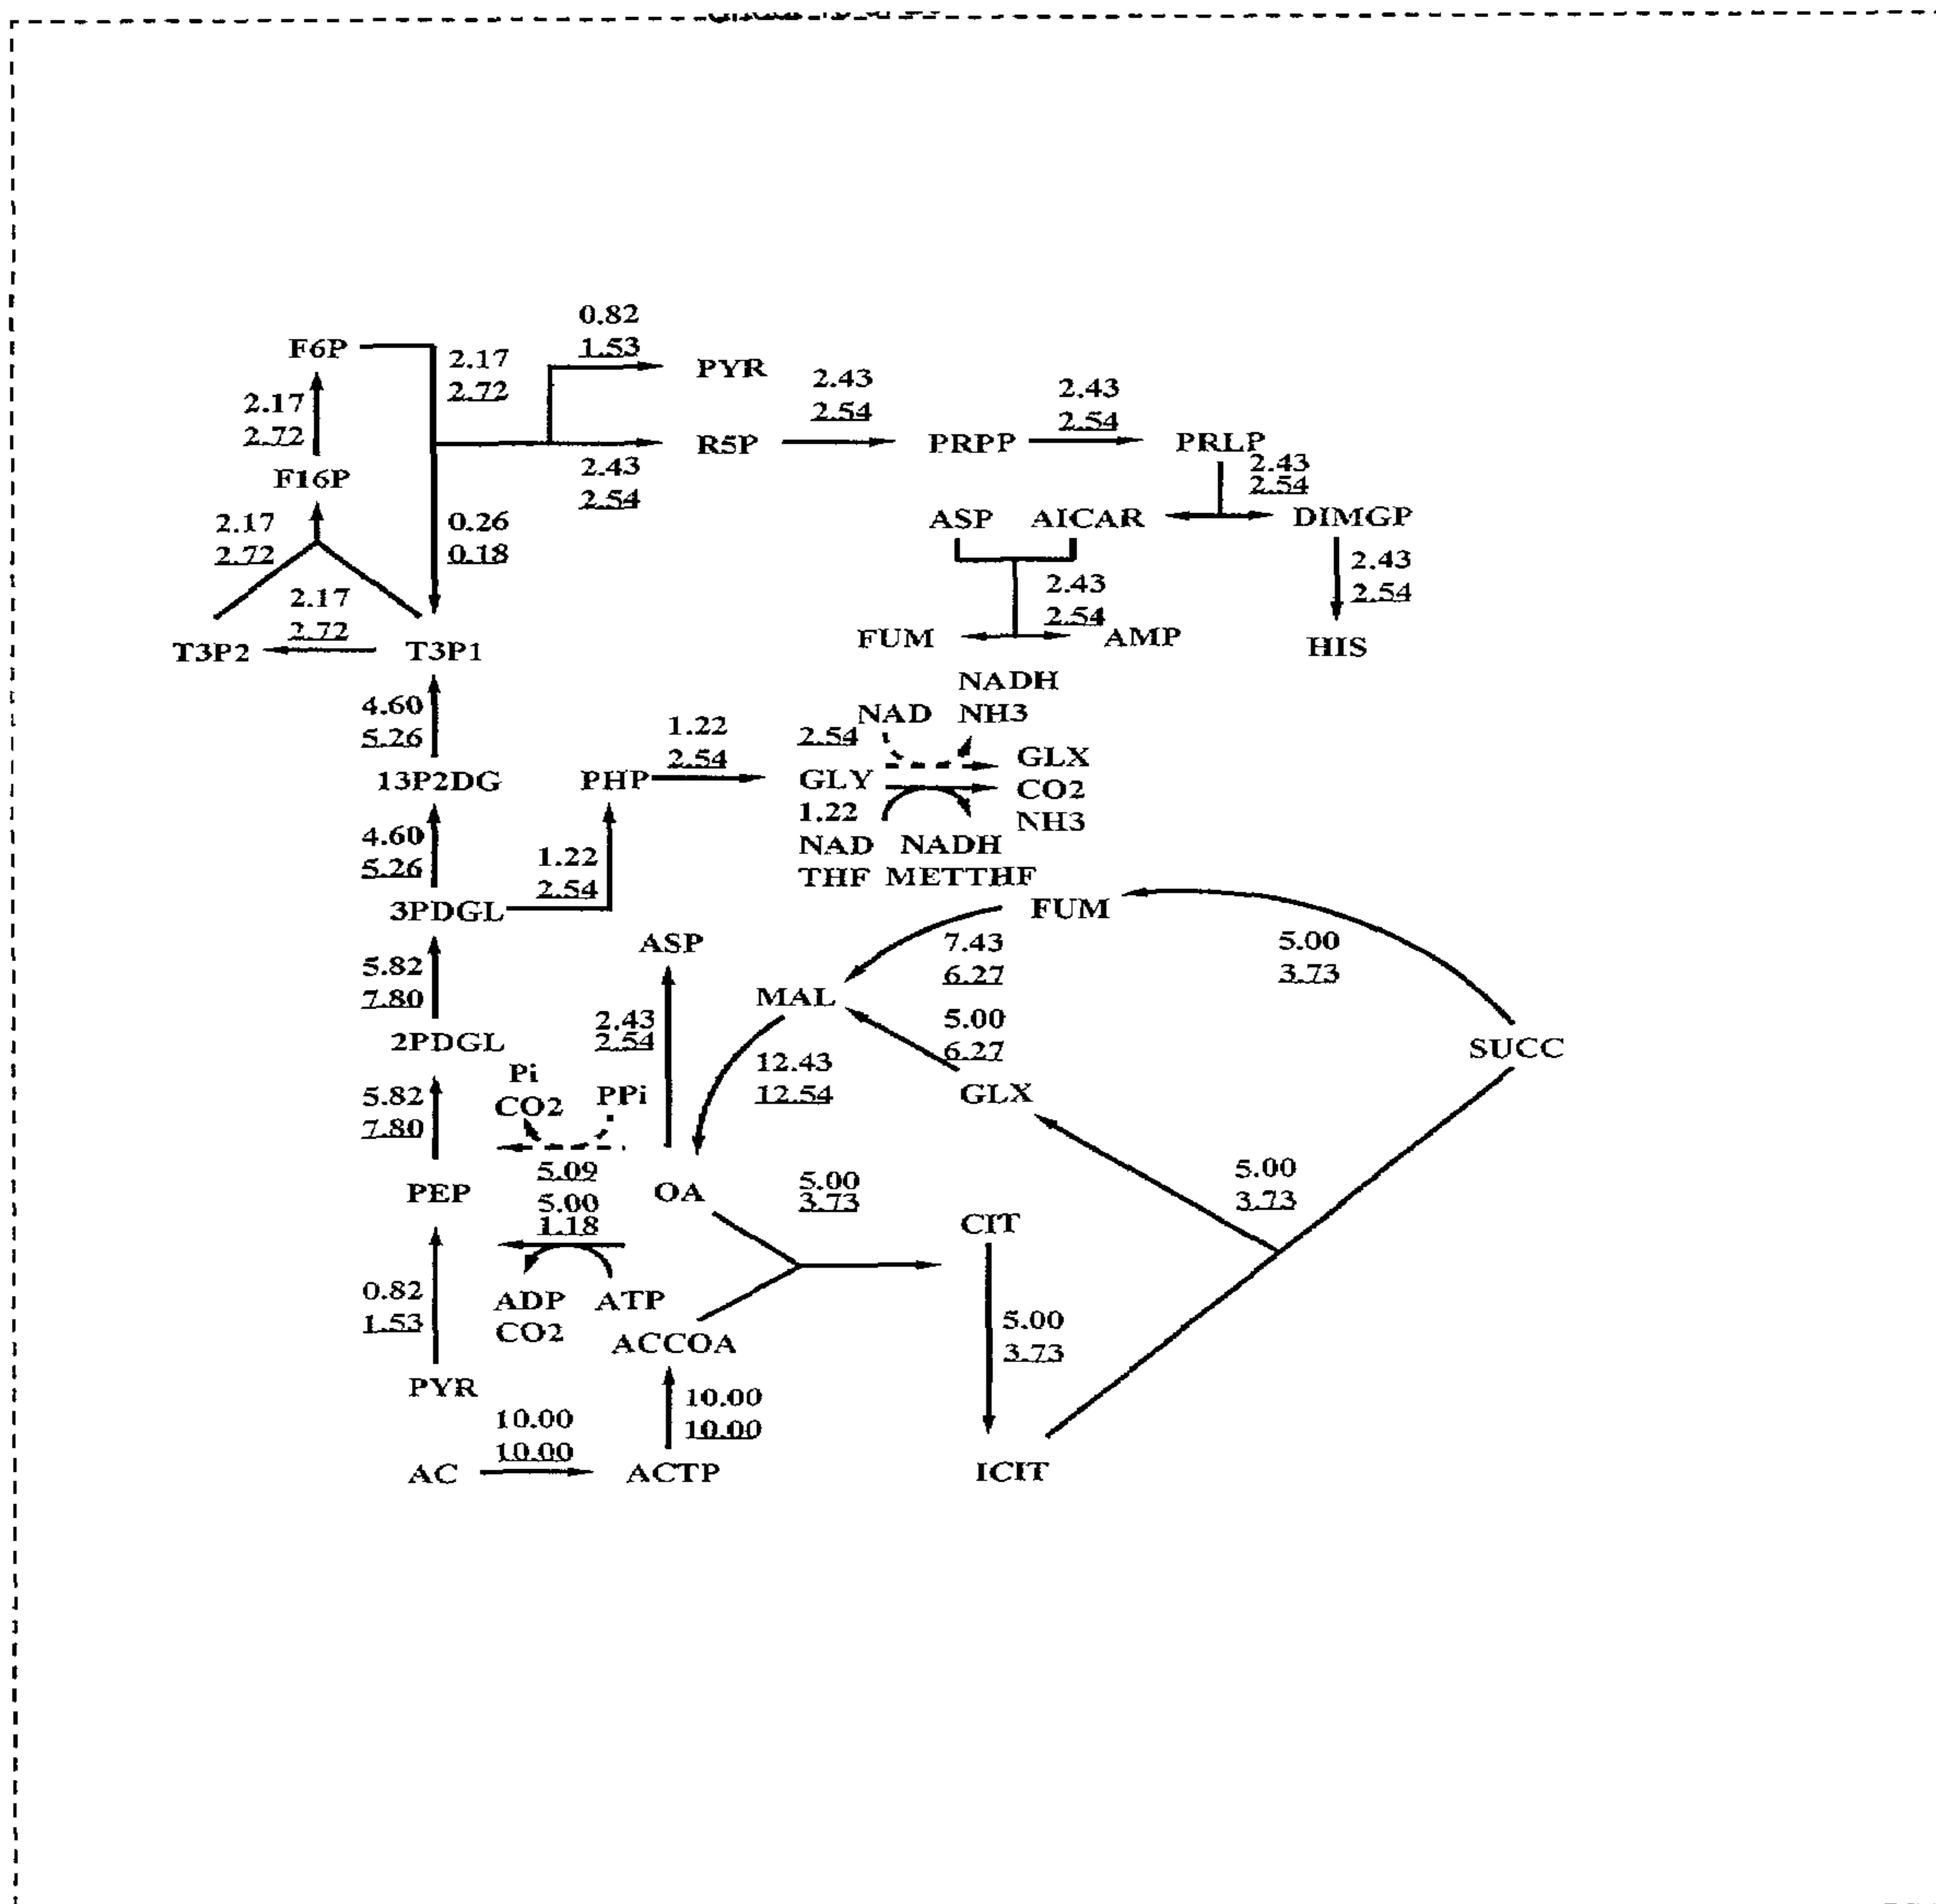 0.82
1.53
F6P
2.17
2.72
PYR
2.43
2.54
2.43
2.54
2.17
2.72
R5P
PRPP
PRLP
F16P
2.43
2.54
2.43
2.54
2.17
2.72
0.26
0.18
ASP AICAR
DIMGP
2.43
2.54
2.43
2.54
2.17
2.72
T3P2
T3P1
FUM
AMP
HIS
NADH
NAD NH3
4.60
5.26
1.22
2.54
2.54
GLX
13P2DG
PHP
GLY
CO2
1.22
NH3
NAD NADH
THF METTHF
4.60
5.26
1.22
2.54
3PDGL
FUM
ASP
7.43
6.27
5.00
3.73
5.82
7.80
MAL
2.43
2.54
5.00
6.27
2PDGL
SUCC
Pi
CO2
PPi
12.43
12.54
GLX
5.82
7.80
5.09
5.00
1.18
5.00
3.73
5.00
3.73
PEP
OA
CIT
0.82
1.53
ADP ATP
CO2
ACCOA
5.00
3.73
PYR
10.00
10.00
10.00
10.00
AC
ACTP
ICIT